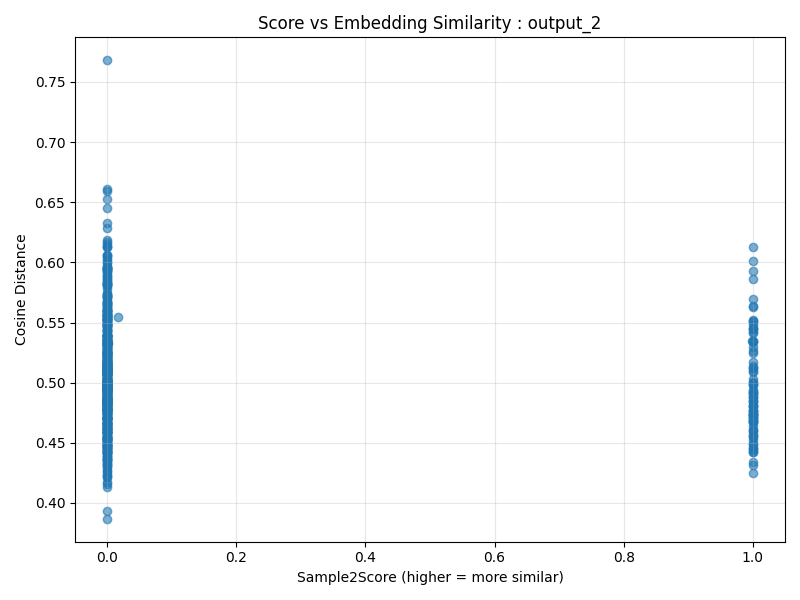 Score vs Embedding Similarity : output_2
Cosine Distance
0.75
0.70
0.65
0.60
0.55
0.50
0.45
0.40
0.0 0.2 0.4 0.6 0.8 1.0
Sample2Score (higher = more similar)